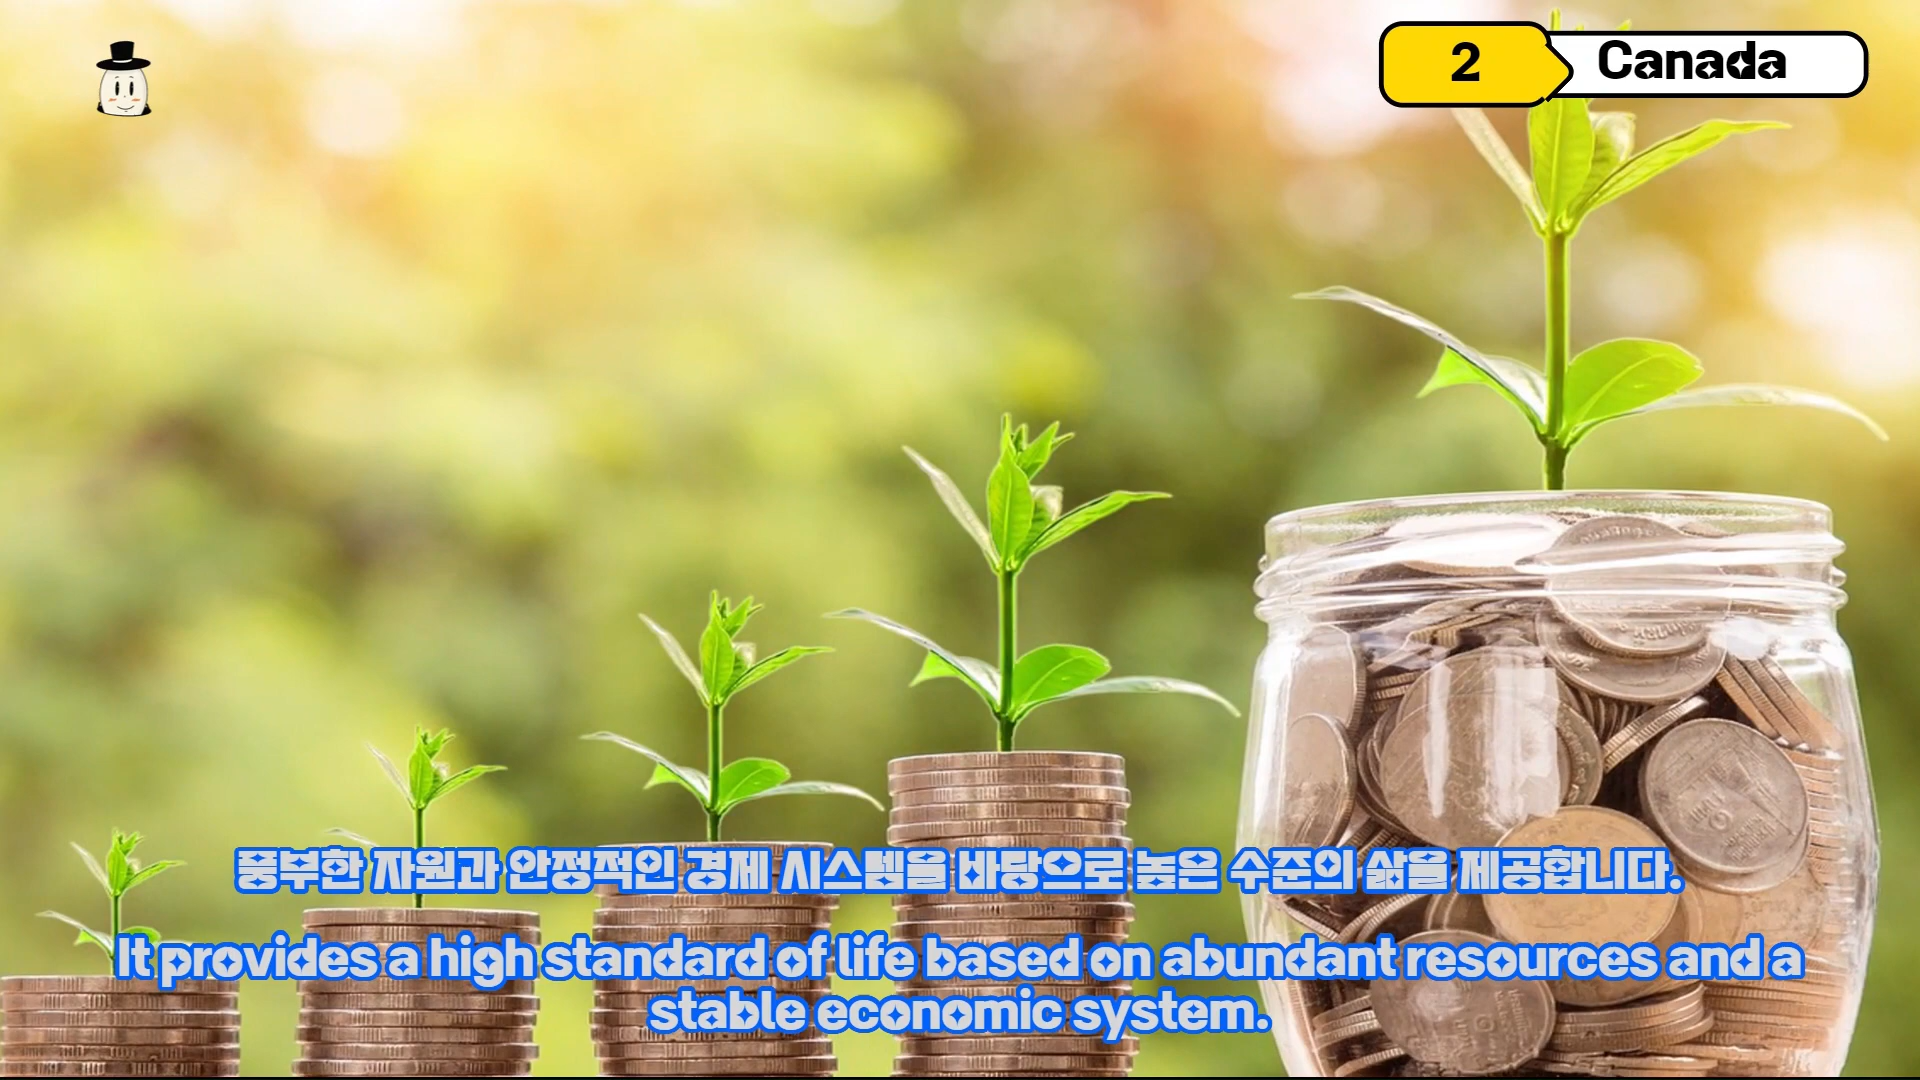 2
Canada
풍부한 자원과 안정적인 경제 시스템을 바탕으로 높은 수준의 삶을 제공합니다.
It provides a high standard of life based on abundant resources and a
stable economic system.